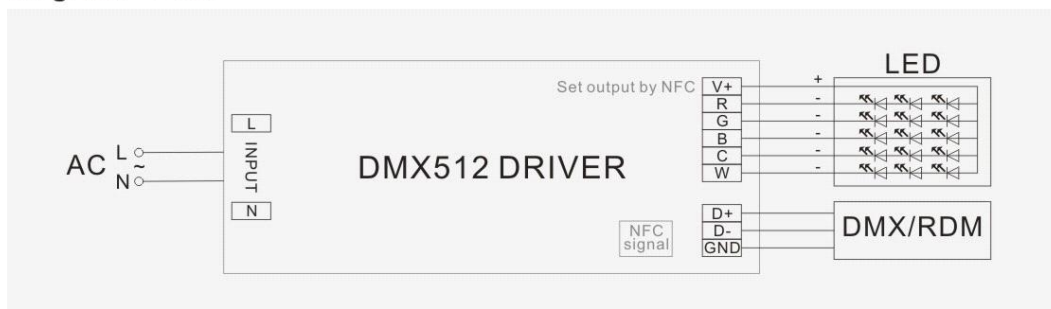 LED
Set output by NFC
V+
+
R
-
G
-
B
-
C
-
W
-
L
INPUT
N
AC
L
~
N
DMX512 DRIVER
NFC
signal
D+
D-
GND
DMX/RDM